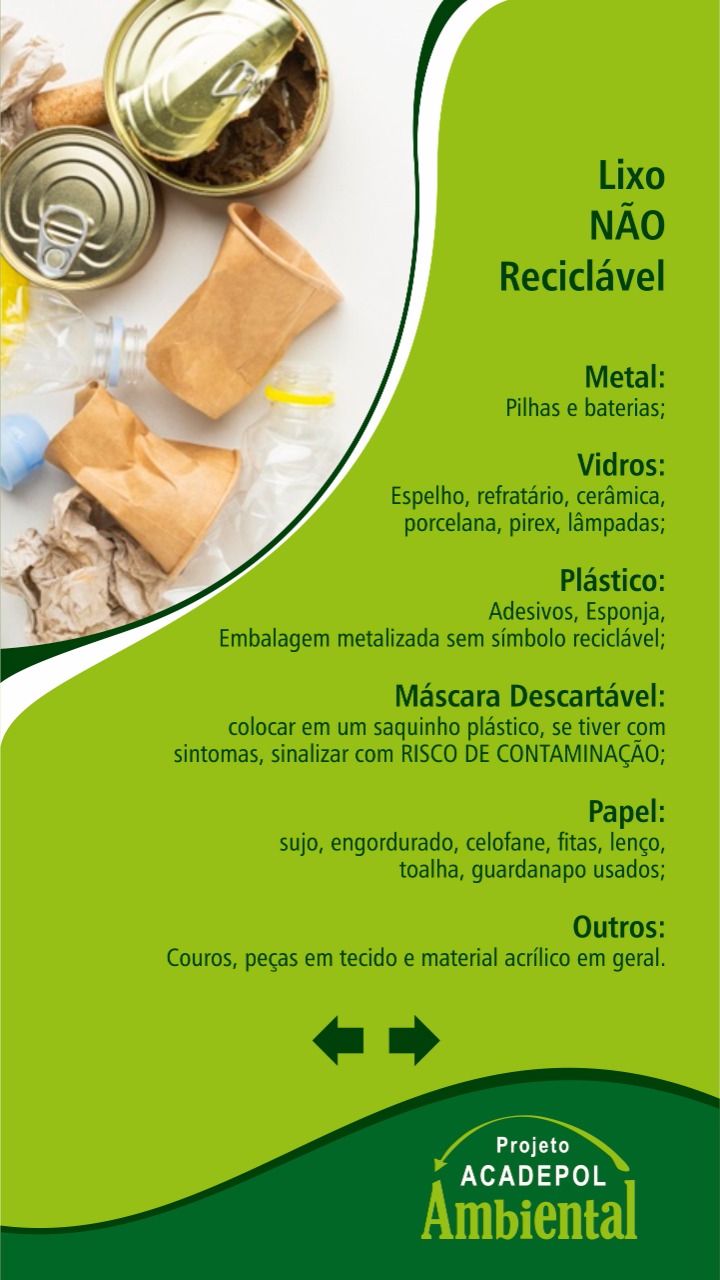 Lixo
NÃO
Reciclável
Metal:
Pilhas e baterias;
Vidros:
Espelho, refratário, cerâmica,
porcelana, pirex, lâmpadas;
Plástico:
Adesivos, Esponja,
Embalagem metalizada sem símbolo reciclável;
Máscara Descartável:
colocar em um saquinho plástico, se tiver com
sintomas, sinalizar com RISCO DE CONTAMINAÇÃO;
Papel:
sujo, engordurado, celofane, fitas, lenço,
toalha, guardanapo usados;
Outros:
Couros, peças em tecido e material acrílico em geral.
Projeto
ACADEPOL
Ambiental